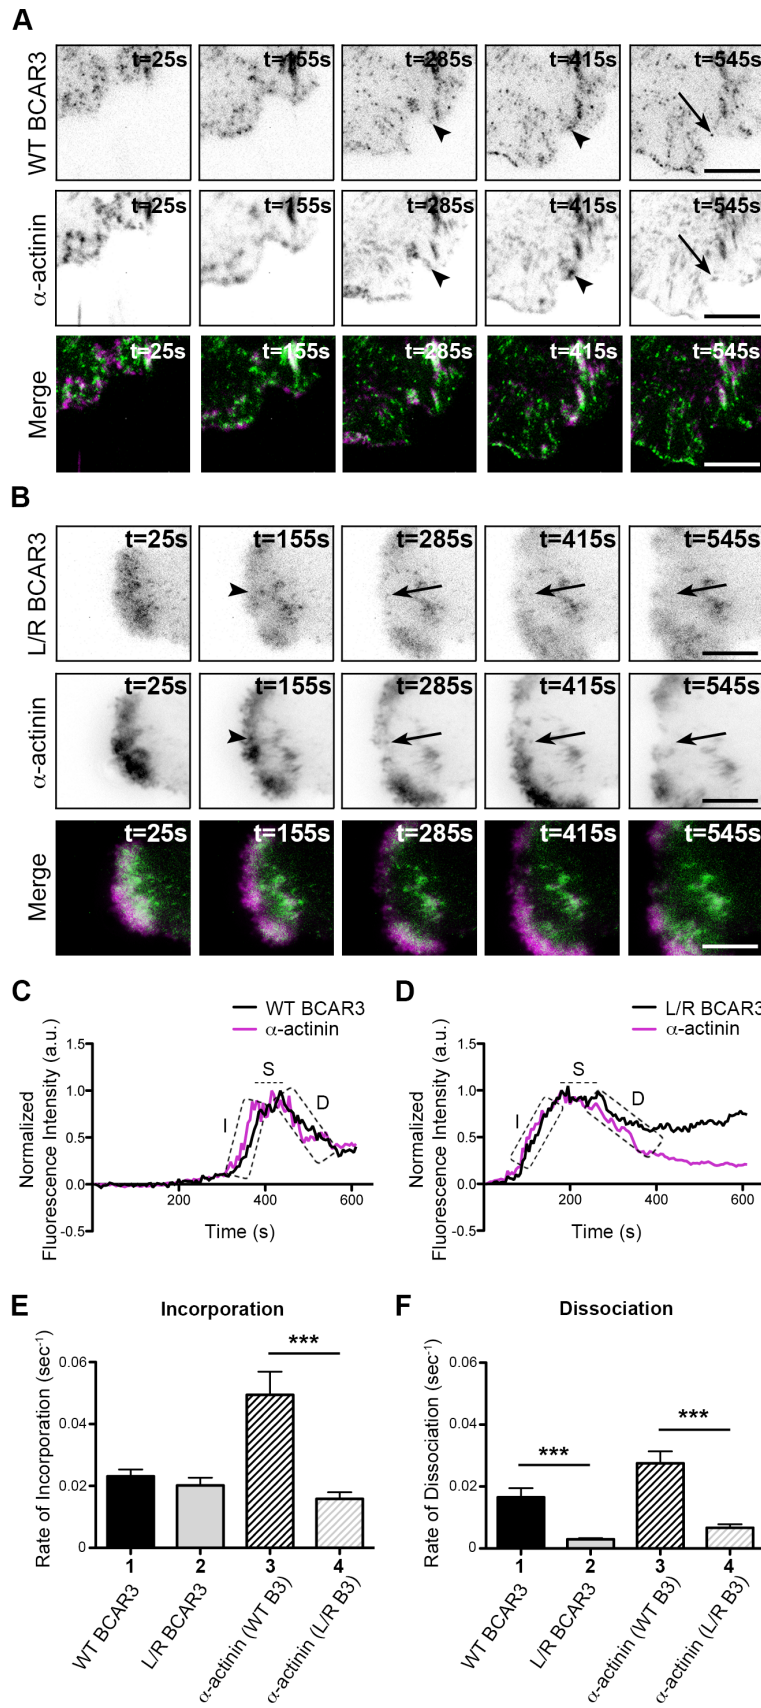 A
WT BCAR3
t=25s
t=155s
t=285s
t=415s
t=545s
α-actinin
t=25s
t=155s
t=285s
t=415s
t=545s
Merge
t=25s
t=155s
t=285s
t=415s
t=545s
B
L/R BCAR3
t=25s
t=155s
t=285s
t=415s
t=545s
α-actinin
t=25s
t=155s
t=285s
t=415s
t=545s
Merge
t=25s
t=155s
t=285s
t=415s
t=545s
C
WT BCAR3
α-actinin
Normalized
Fluorescence Intensity (a.u.)
1.5
1.0
0.5
0.0
-0.5
I
S
D
200
400
600
Time (s)
D
L/R BCAR3
α-actinin
Normalized
Fluorescence Intensity (a.u.)
1.5
1.0
0.5
0.0
-0.5
I
S
D
200
400
600
Time (s)
E
Incorporation
Rate of Incorporation (sec⁻¹)
0.06
0.04
0.02
0
***
1
2
3
4
WT BCAR3
L/R BCAR3
α-actinin (WT B3)
α-actinin (L/R B3)
F
Dissociation
Rate of Dissociation (sec⁻¹)
0.06
0.04
0.02
0
***
***
1
2
3
4
WT BCAR3
L/R BCAR3
α-actinin (WT B3)
α-actinin (L/R B3)